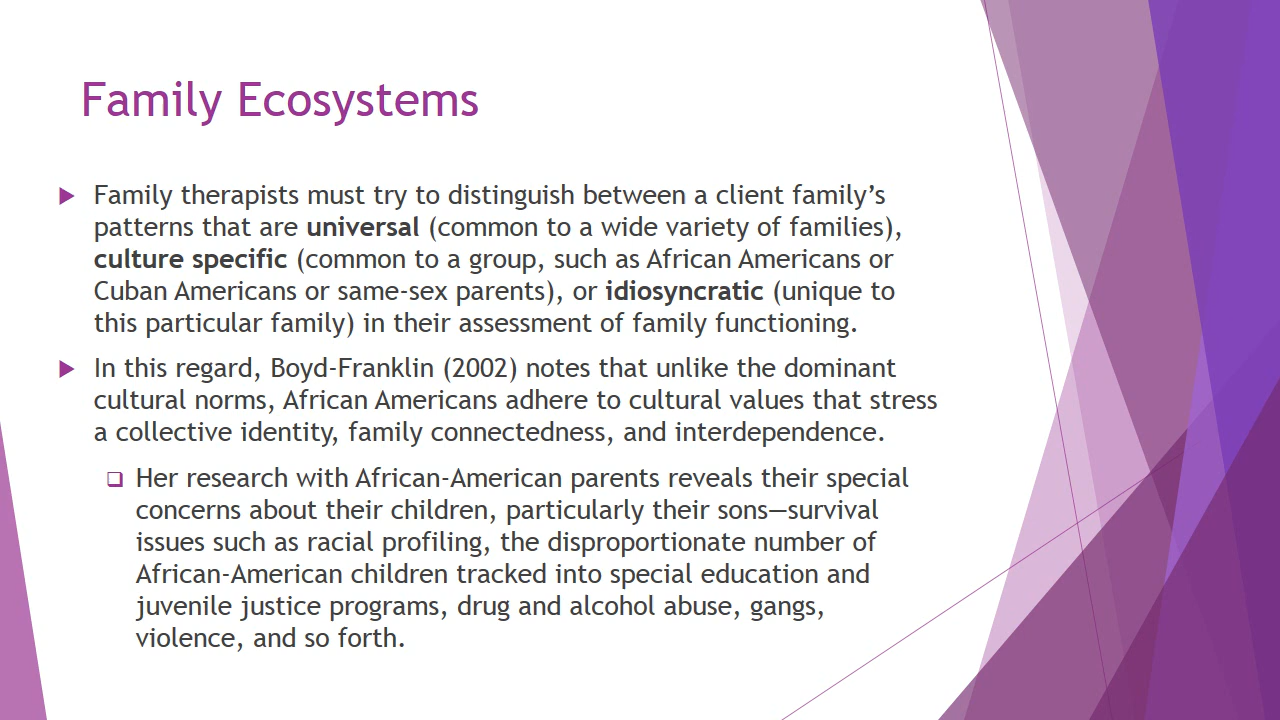 Family Ecosystems
Family therapists must try to distinguish between a client family’s
patterns that are universal (common to a wide variety of families),
culture specific (common to a group, such as African Americans or
Cuban Americans or same-sex parents), or idiosyncratic (unique to
this particular family) in their assessment of family functioning.
In this regard, Boyd-Franklin (2002) notes that unlike the dominant
cultural norms, African Americans adhere to cultural values that stress
a collective identity, family connectedness, and interdependence.
Her research with African-American parents reveals their special
concerns about their children, particularly their sons—survival
issues such as racial profiling, the disproportionate number of
African-American children tracked into special education and
juvenile justice programs, drug and alcohol abuse, gangs,
violence, and so forth.